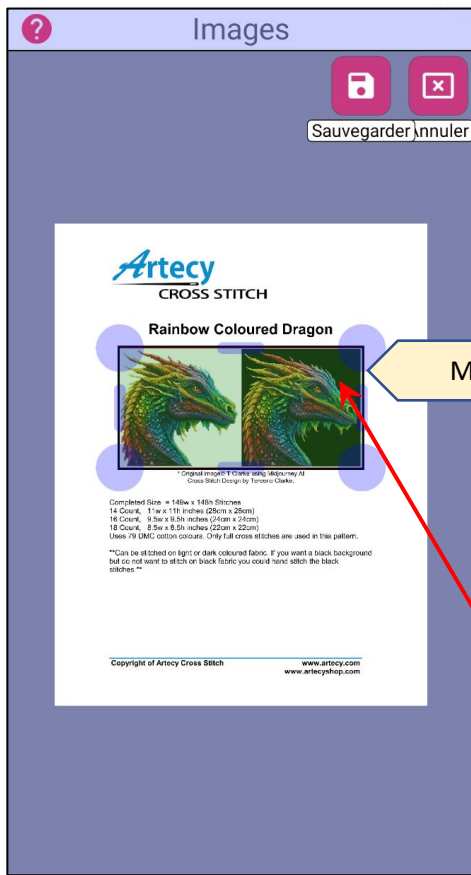 ?
Images
Sauvegarder
Annuler
Artecy
CROSS STITCH
Rainbow Coloured Dragon
M
* Original image© T Clarke using Midjourney AI
Cross Stitch Design by Terence Clarke.
Completed Size = 149w x 148h Stitches
14 Count, 11w x 11h inches (28cm x 28cm)
16 Count, 9.5w x 9.5h inches (24cm x 24cm)
18 Count, 8.5w x 8.5h inches (22cm x 22cm)
Uses 79 DMC cotton colours. Only full cross stitches are used in this pattern.
**Can be stitched on light or dark coloured fabric. If you want a black background
but do not want to stitch on black fabric you could hand stitch the black
stitches **
Copyright of Artecy Cross Stitch
www.artecy.com
www.artecyshop.com